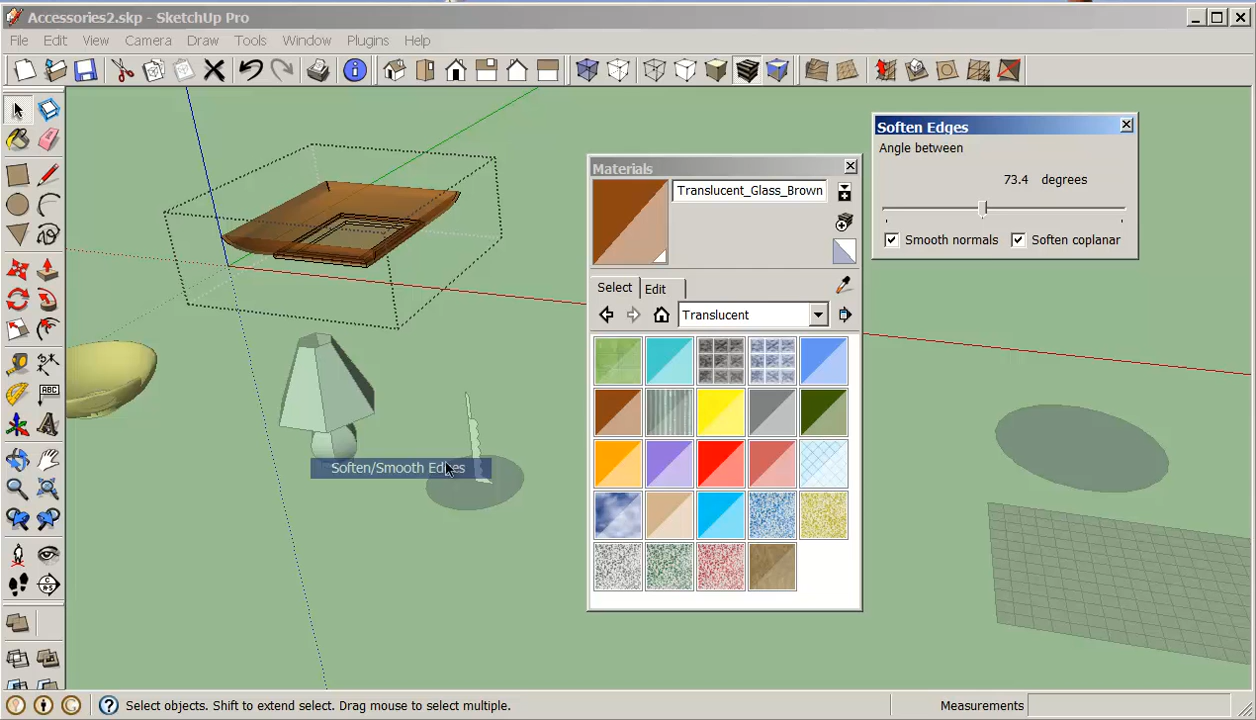 Accessories2.skp - SketchUp Pro
File Edit View Camera Draw Tools Window Plugins Help
Soften Edges
Angle between
73.4 degrees
Smooth normals Soften coplanar
Materials
Translucent_Glass_Brown
Select Edit
Translucent
ABC
Soften/Smooth Edges
Select objects. Shift to extend select. Drag mouse to select multiple.
Measurements